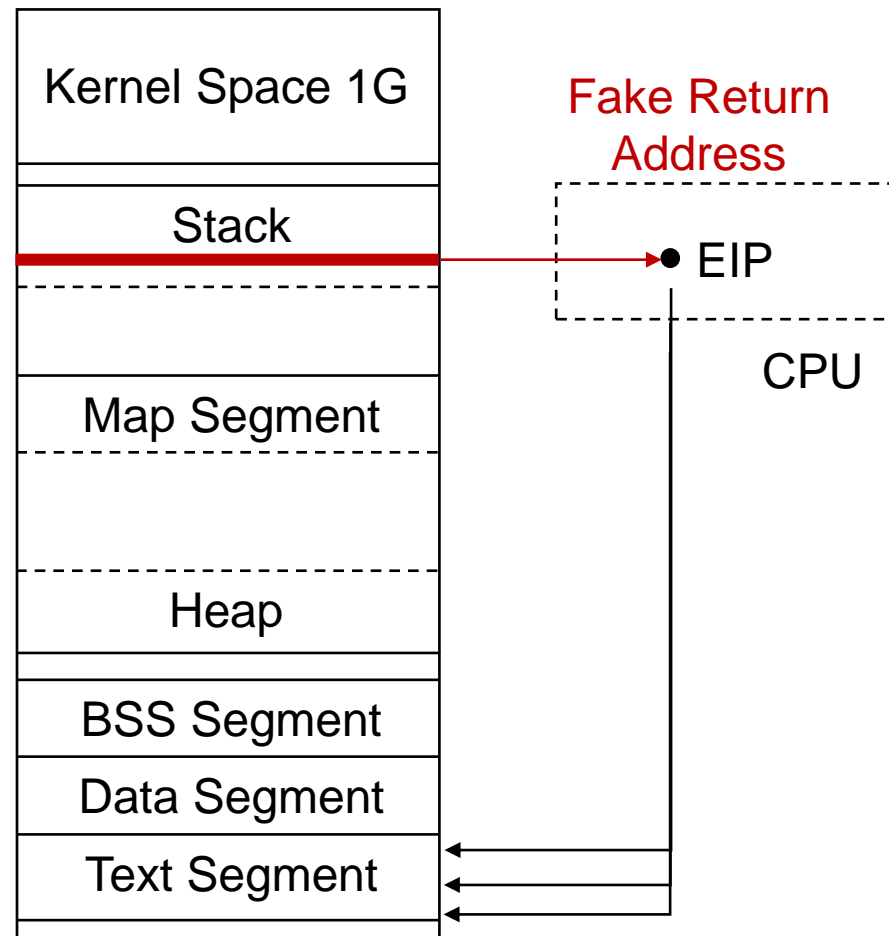 Kernel Space 1G
Fake Return
Address
Stack
EIP
CPU
Map Segment
Heap
BSS Segment
Data Segment
Text Segment